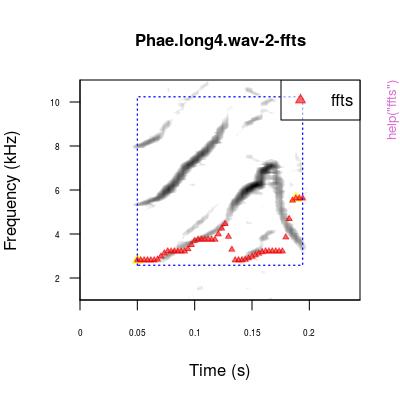 Phae.long4.wav-2-ffts
ffts
help("ffts")
Frequency (kHz)
10
8
6
4
2
0
0.05
0.1
0.15
0.2
Time (s)